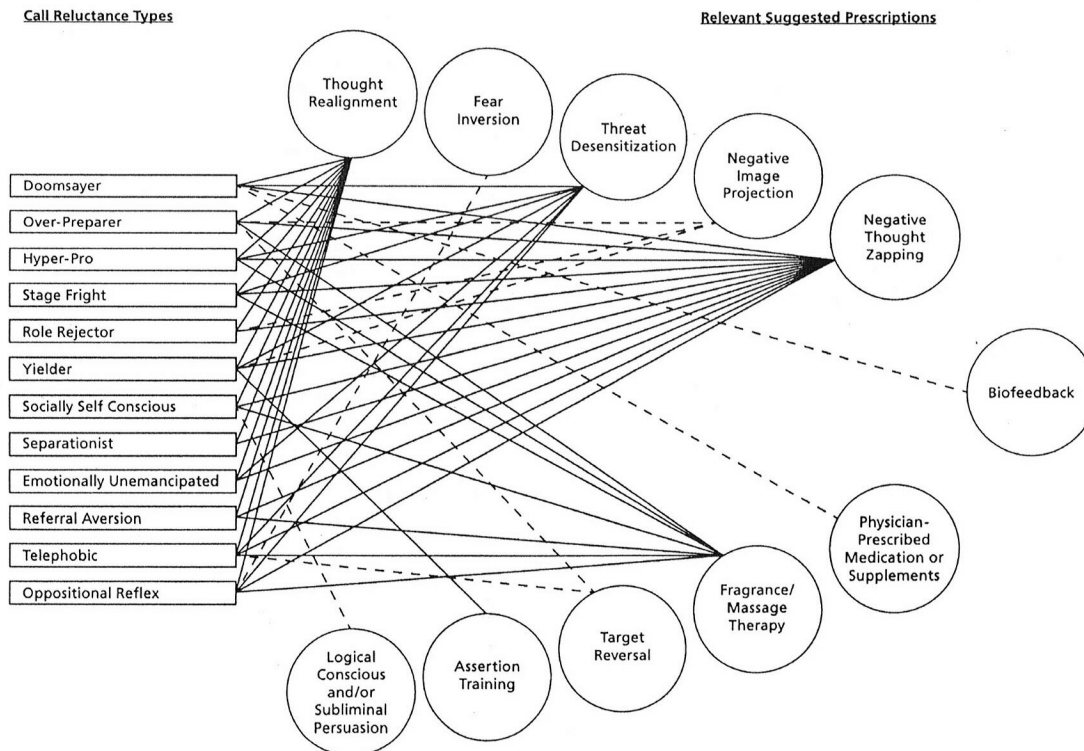 Call Reluctance Types
Relevant Suggested Prescriptions
Thought
Realignment
Fear
Inversion
Threat
Desensitization
Negative
Image
Projection
Negative
Thought
Zapping
Biofeedback
Physician-
Prescribed
Medication or
Supplements
Fragrance/
Massage
Therapy
Target
Reversal
Assertion
Training
Logical
Conscious
and/or
Subliminal
Persuasion
Doomsayer
Over-Preparer
Hyper-Pro
Stage Fright
Role Rejector
Yielder
Socially Self Conscious
Separationist
Emotionally Unemancipated
Referral Aversion
Telephobic
Oppositional Reflex